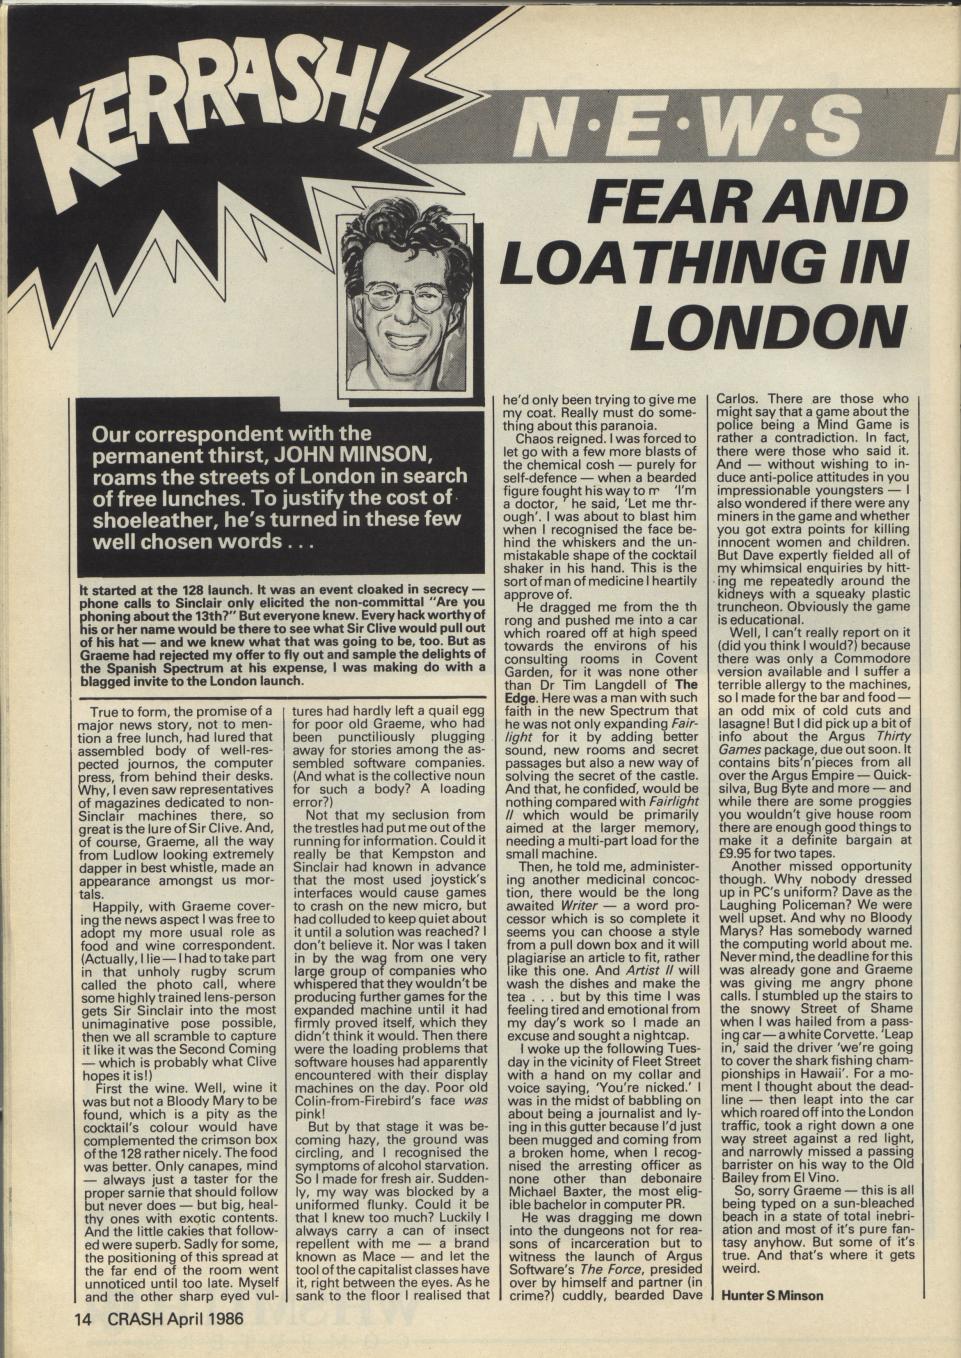 KERRASH!
N·E·W·S
FEAR AND
LOATHING IN
LONDON
Our correspondent with the
permanent thirst, JOHN MINSON,
roams the streets of London in search
of free lunches. To justify the cost of
shoeleather, he's turned in these few
well chosen words . . .
It started at the 128 launch. It was an event cloaked in secrecy —
phone calls to Sinclair only elicited the non-committal "Are you
phoning about the 13th?" But everyone knew. Every hack worthy of
his or her name would be there to see what Sir Clive would pull out
of his hat — and we knew what that was going to be, too. But as
Graeme had rejected my offer to fly out and sample the delights of
the Spanish Spectrum at his expense, I was making do with a
blagged invite to the London launch.
True to form, the promise of a
major news story, not to men-
tion a free lunch, had lured that
assembled body of well-res-
pected journos, the computer
press, from behind their desks.
Why, I even saw representatives
of magazines dedicated to non-
Sinclair machines there, so
great is the lure of Sir Clive. And,
of course, Graeme, all the way
from Ludlow looking extremely
dapper in best whistle, made an
appearance amongst us mor-
tals.
Happily, with Graeme cover-
ing the news aspect I was free to
adopt my more usual role as
food and wine correspondent.
(Actually, I lie — I had to take part
in that unholy rugby scrum
called the photo call, where
some highly trained lens-person
gets Sir Sinclair into the most
unimaginative pose possible,
then we all scramble to capture
it like it was the Second Coming
— which is probably what Clive
hopes it is!)
First the wine. Well, wine it
was but not a Bloody Mary to be
found, which is a pity as the
cocktail's colour would have
complemented the crimson box
of the 128 rather nicely. The food
was better. Only canapes, mind
— always just a taster for the
proper sarnie that should follow
but never does — but big, heal-
thy ones with exotic contents.
And the little cakies that follow-
ed were superb. Sadly for some,
the positioning of this spread at
the far end of the room went
unnoticed until too late. Myself
and the other sharp eyed vul-
tures had hardly left a quail egg
for poor old Graeme, who had
been punctiliously plugging
away for stories among the as-
sembled software companies.
(And what is the collective noun
for such a body? A loading
error?)
Not that my seclusion from
the trestles had put me out of the
running for information. Could it
really be that Kempston and
Sinclair had known in advance
that the most used joystick's
interfaces would cause games
to crash on the new micro, but
had colluded to keep quiet about
it until a solution was reached? I
don't believe it. Nor was I taken
in by the wag from one very
large group of companies who
whispered that they wouldn't be
producing further games for the
expanded machine until it had
firmly proved itself, which they
didn't think it would. Then there
were the loading problems that
software houses had apparently
encountered with their display
machines on the day. Poor old
Colin-from-Firebird's face was
pink!
But by that stage it was be-
coming hazy, the ground was
circling, and I recognised the
symptoms of alcohol starvation.
So I made for fresh air. Sudden-
ly, my way was blocked by a
uniformed flunky. Could it be
that I knew too much? Luckily I
always carry a can of insect
repellent with me — a brand
known as Mace — and let the
tool of the capitalist classes have
it, right between the eyes. As he
sank to the floor I realised that
he'd only been trying to give me
my coat. Really must do some-
thing about this paranoia.
Chaos reigned. I was forced to
let go with a few more blasts of
the chemical cosh — purely for
self-defence — when a bearded
figure fought his way to m 'I'm
a doctor, ' he said, 'Let me thr-
ough'. I was about to blast him
when I recognised the face be-
hind the whiskers and the un-
mistakable shape of the cocktail
shaker in his hand. This is the
sort of man of medicine I heartily
approve of.
He dragged me from the th
rong and pushed me into a car
which roared off at high speed
towards the environs of his
consulting rooms in Covent
Garden, for it was none other
than Dr Tim Langdell of The
Edge. Here was a man with such
faith in the new Spectrum that
he was not only expanding Fair-
light for it by adding better
sound, new rooms and secret
passages but also a new way of
solving the secret of the castle.
And that, he confided, would be
nothing compared with Fairlight
II which would be primarily
aimed at the larger memory,
needing a multi-part load for the
small machine.
Then, he told me, administer-
ing another medicinal concoc-
tion, there would be the long
awaited Writer — a word pro-
cessor which is so complete it
seems you can choose a style
from a pull down box and it will
plagiarise an article to fit, rather
like this one. And Artist II will
wash the dishes and make the
tea . . . but by this time I was
feeling tired and emotional from
my day's work so I made an
excuse and sought a nightcap.
I woke up the following Tues-
day in the vicinity of Fleet Street
with a hand on my collar and
voice saying, 'You're nicked.' I
was in the midst of babbling on
about being a journalist and ly-
ing in this gutter because I'd just
been mugged and coming from
a broken home, when I recog-
nised the arresting officer as
none other than debonaire
Michael Baxter, the most elig-
ible bachelor in computer PR.
He was dragging me down
into the dungeons not for rea-
sons of incarceration but to
witness the launch of Argus
Software's The Force, presided
over by himself and partner (in
crime?) cuddly, bearded Dave
Carlos. There are those who
might say that a game about the
police being a Mind Game is
rather a contradiction. In fact,
there were those who said it.
And — without wishing to in-
duce anti-police attitudes in you
impressionable youngsters — I
also wondered if there were any
miners in the game and whether
you got extra points for killing
innocent women and children.
But Dave expertly fielded all of
my whimsical enquiries by hitt-
ing me repeatedly around the
kidneys with a squeaky plastic
truncheon. Obviously the game
is educational.
Well, I can't really report on it
(did you think I would?) because
there was only a Commodore
version available and I suffer a
terrible allergy to the machines,
so I made for the bar and food —
an odd mix of cold cuts and
lasagne! But I did pick up a bit of
info about the Argus Thirty
Games package, due out soon. It
contains bits'n'pieces from all
over the Argus Empire — Quick-
silva, Bug Byte and more — and
while there are some proggies
you wouldn't give house room
there are enough good things to
make it a definite bargain at
£9.95 for two tapes.
Another missed opportunity
though. Why nobody dressed
up in PC's uniform? Dave as the
Laughing Policeman? We were
well upset. And why no Bloody
Marys? Has somebody warned
the computing world about me.
Never mind, the deadline for this
was already gone and Graeme
was giving me angry phone
calls. I stumbled up the stairs to
the snowy Street of Shame
when I was hailed from a pass-
ing car — a white Corvette. 'Leap
in,' said the driver 'we're going
to cover the shark fishing cham-
pionships in Hawaii'. For a mo-
ment I thought about the dead-
line — then leapt into the car
which roared off into the London
traffic, took a right down a one
way street against a red light,
and narrowly missed a passing
barrister on his way to the Old
Bailey from El Vino.
So, sorry Graeme — this is all
being typed on a sun-bleached
beach in a state of total inebri-
ation and most of it's pure fan-
tasy anyhow. But some of it's
true. And that's where it gets
weird.
Hunter S Minson
14 CRASH April 1986